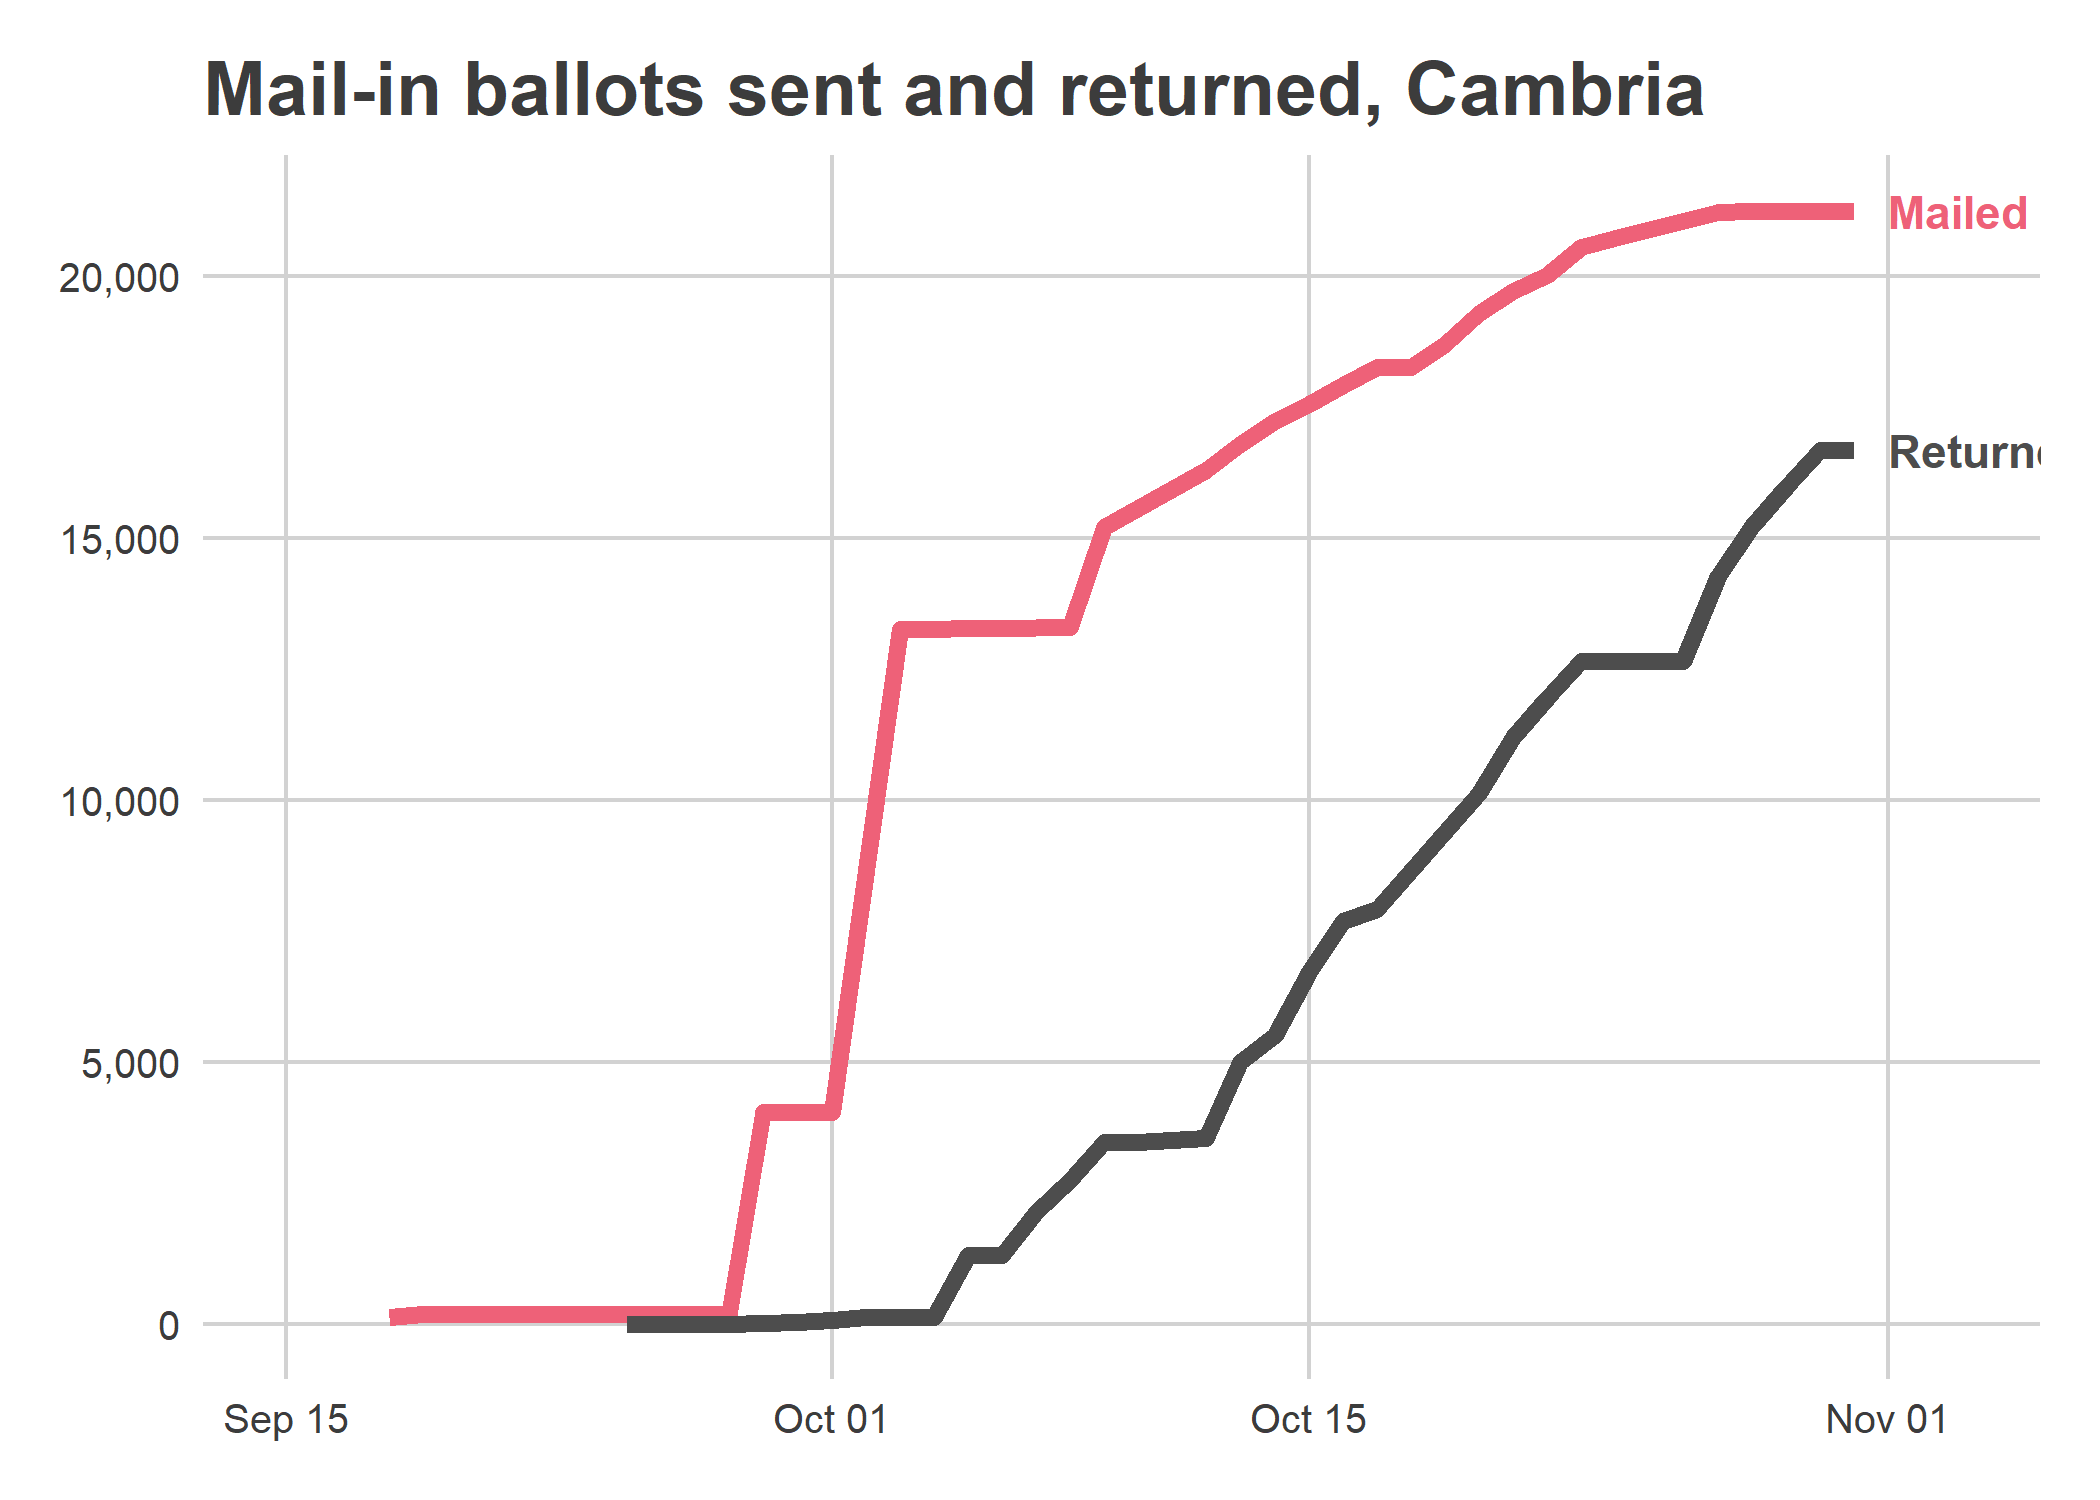 Mail-in ballots sent and returned, Cambria
Mailed
20,000
Returne
15,000
10,000
5,000
0
Sep 15
Oct 01
Oct 15
Nov 01